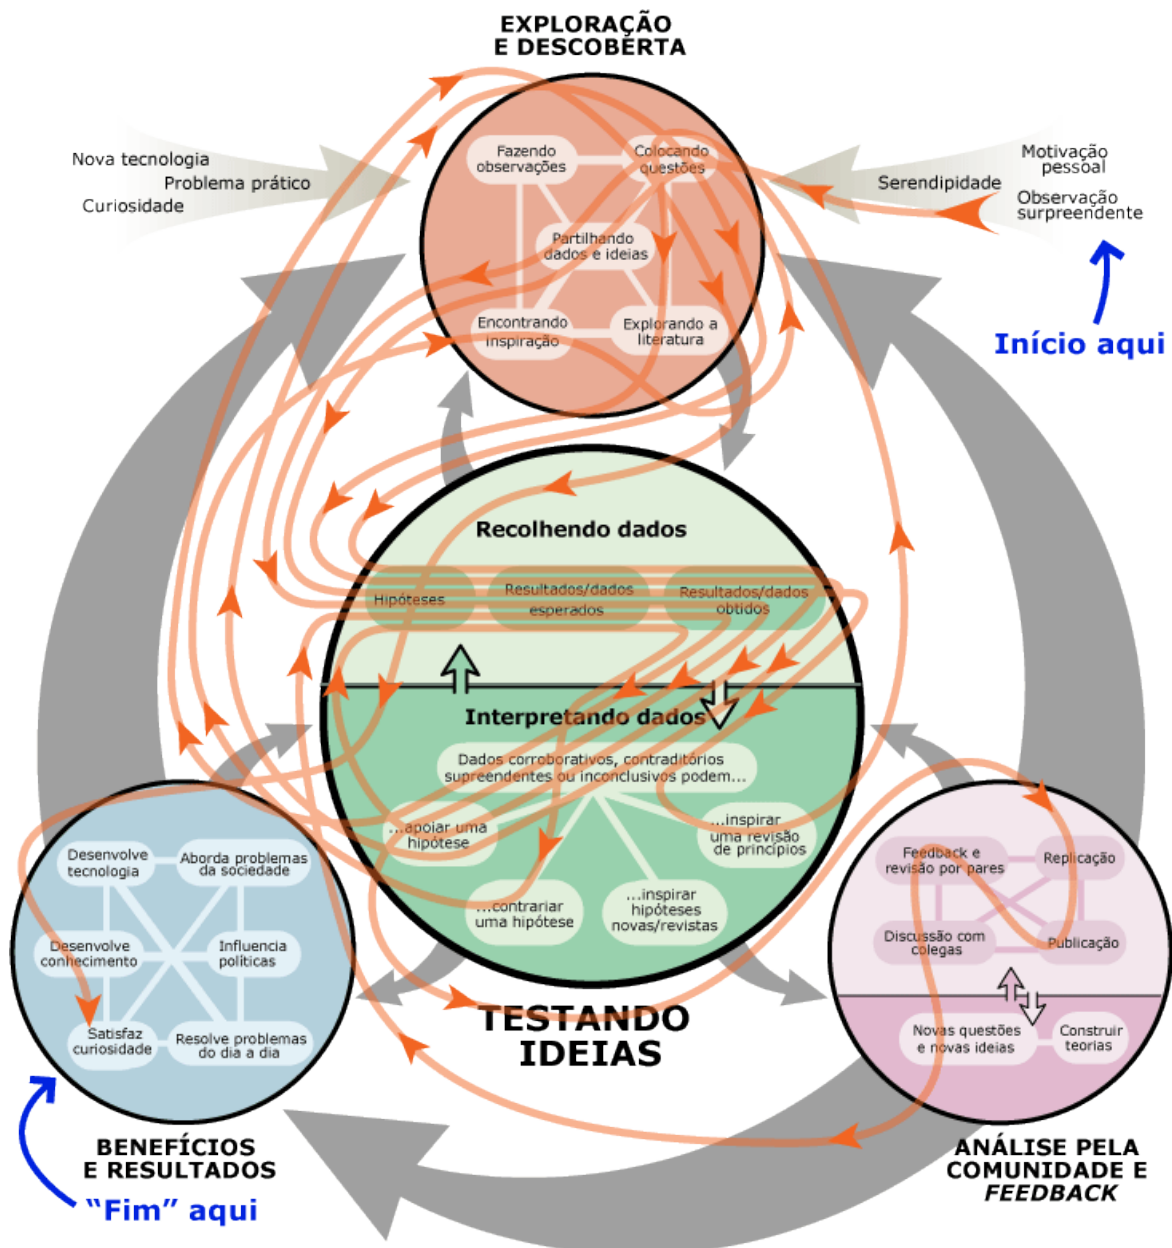 EXPLORAÇÃO
E DESCOBERTA
Nova tecnologia
Problema prático
Curiosidade
Fazendo
observações
Colocando
questões
Partilhando
dados e ideias
Encontrando
inspiração
Explorando a
literatura
Motivação
pessoal
Serendipidade
Observação
surpreendente
Início aqui
Recolhendo dados
Hipóteses
Resultados/dados
esperados
Resultados/dados
obtidos
Interpretando dados
Dados corroborativos, contraditórios
supreendentes ou inconclusivos podem...
...apoiar uma
hipótese
...contrariar
uma hipótese
...inspirar
hipóteses
novas/revistas
...inspirar
uma revisão
de princípios
TESTANDO
IDEIAS
Desenvolve
tecnologia
Aborda problemas
da sociedade
Desenvolve
conhecimento
Influencia
políticas
Satisfaz
curiosidade
Resolve problemas
do dia a dia
BENEFÍCIOS
E RESULTADOS
“Fim” aqui
Feedback e
revisão por pares
Replicação
Discussão com
colegas
Publicação
Novas questões
e novas ideias
Construir
teorias
ANÁLISE PELA
COMUNIDADE E
FEEDBACK